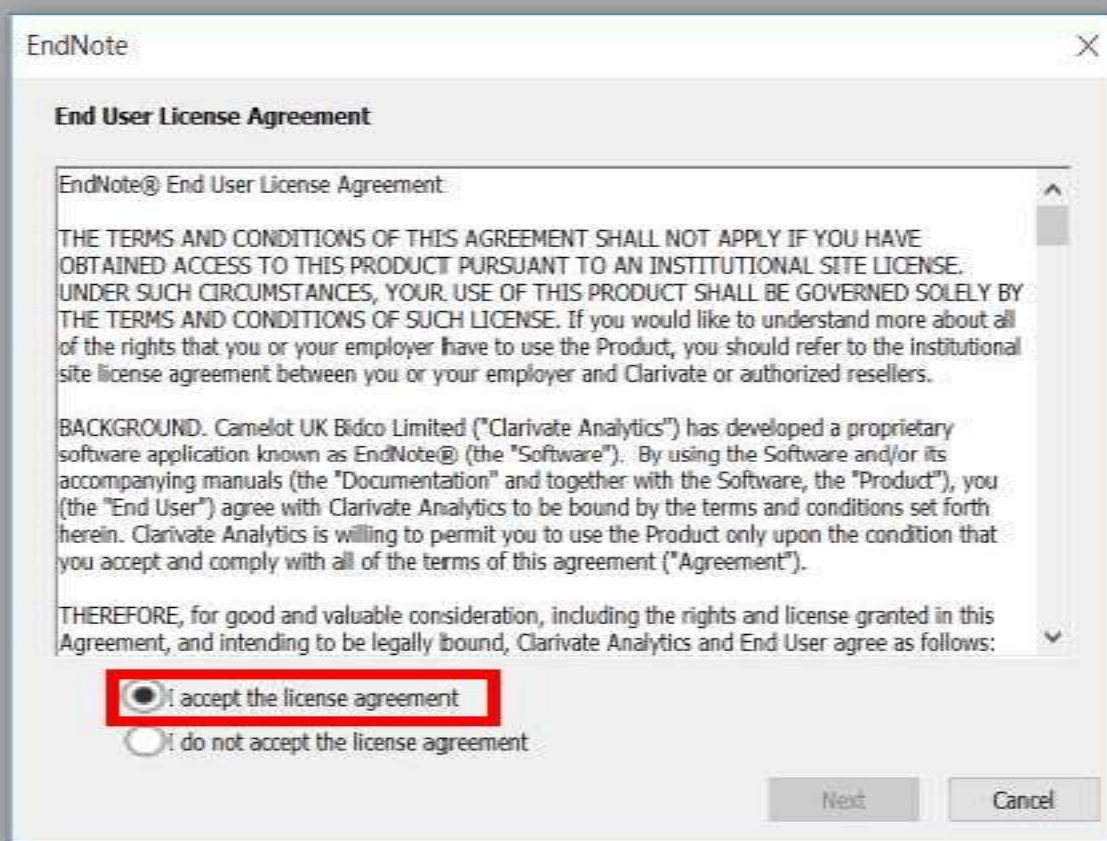 EndNote
End User License Agreement
EndNote® End User License Agreement
THE TERMS AND CONDITIONS OF THIS AGREEMENT SHALL NOT APPLY IF YOU HAVE
OBTAINED ACCESS TO THIS PRODUCT PURSUANT TO AN INSTITUTIONAL SITE LICENSE.
UNDER SUCH CIRCUMSTANCES, YOUR USE OF THIS PRODUCT SHALL BE GOVERNED SOLELY BY
THE TERMS AND CONDITIONS OF SUCH LICENSE. If you would like to understand more about all
of the rights that you or your employer have to use the Product, you should refer to the institutional
site license agreement between you or your employer and Clarivate or authorized resellers.
BACKGROUND. Camelot UK Bidco Limited ("Clarivate Analytics") has developed a proprietary
software application known as EndNote® (the "Software"). By using the Software and/or its
accompanying manuals (the "Documentation" and together with the Software, the "Product"), you
(the "End User") agree with Clarivate Analytics to be bound by the terms and conditions set forth
herein. Clarivate Analytics is willing to permit you to use the Product only upon the condition that
you accept and comply with all of the terms of this agreement ("Agreement").
THEREFORE, for good and valuable consideration, including the rights and license granted in this
Agreement, and intending to be legally bound, Clarivate Analytics and End User agree as follows:
I accept the license agreement
I do not accept the license agreement
Next
Cancel